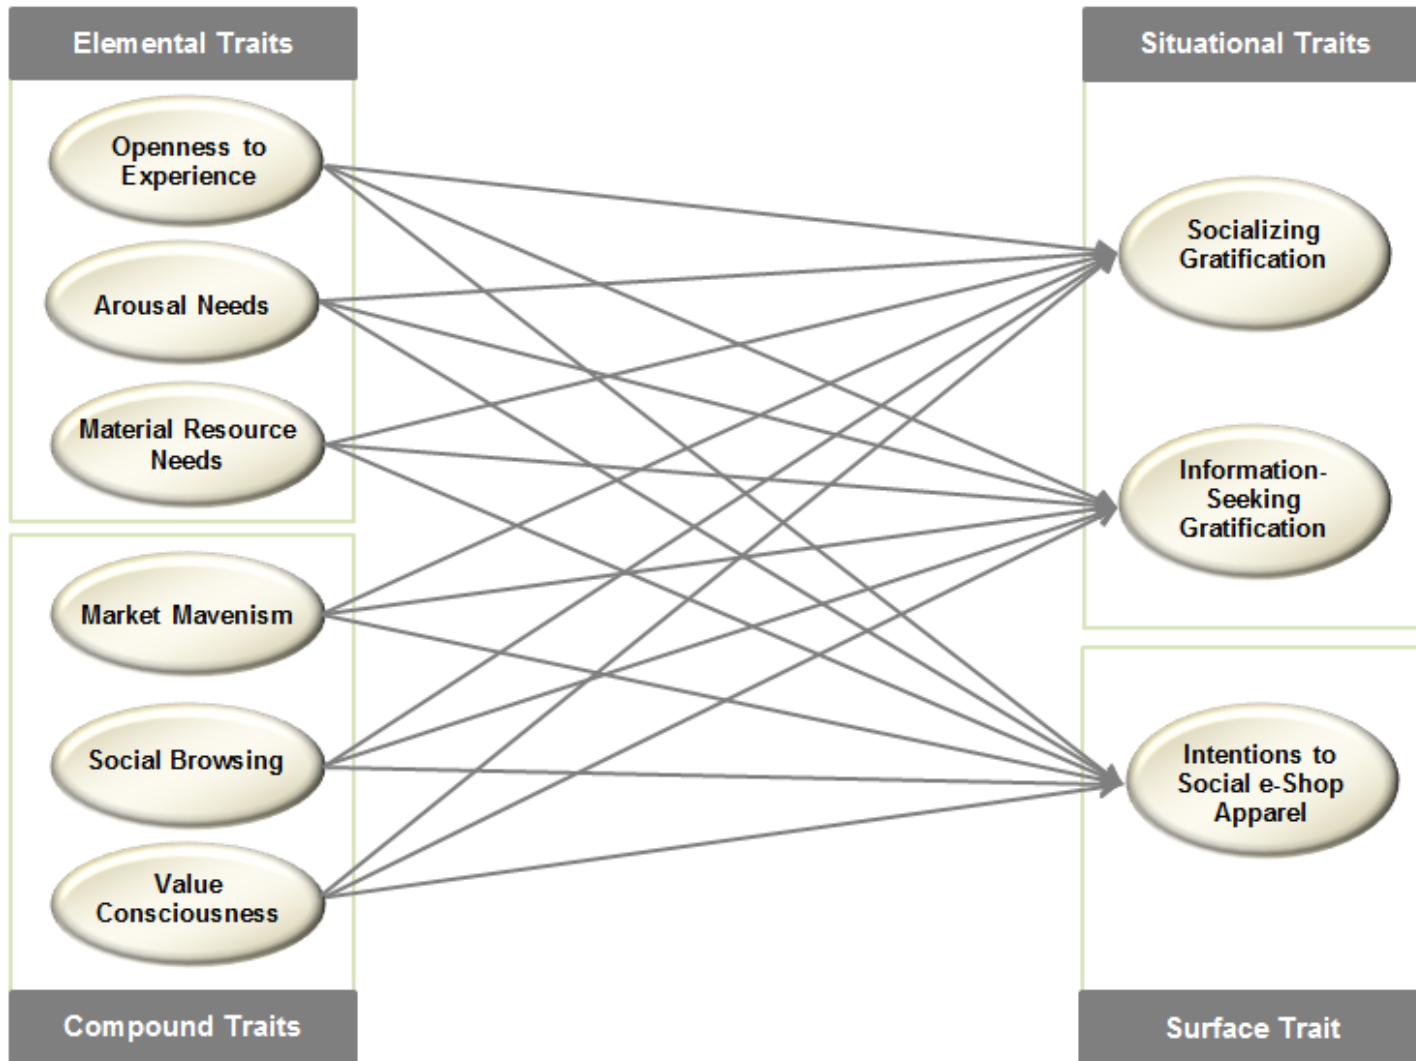 Elemental Traits
Openness to
Experience
Arousal Needs
Material Resource
Needs
Market Mavenism
Social Browsing
Value
Consciousness
Compound Traits
Situational Traits
Socializing
Gratification
Information-
Seeking
Gratification
Intentions to
Social e-Shop
Apparel
Surface Trait